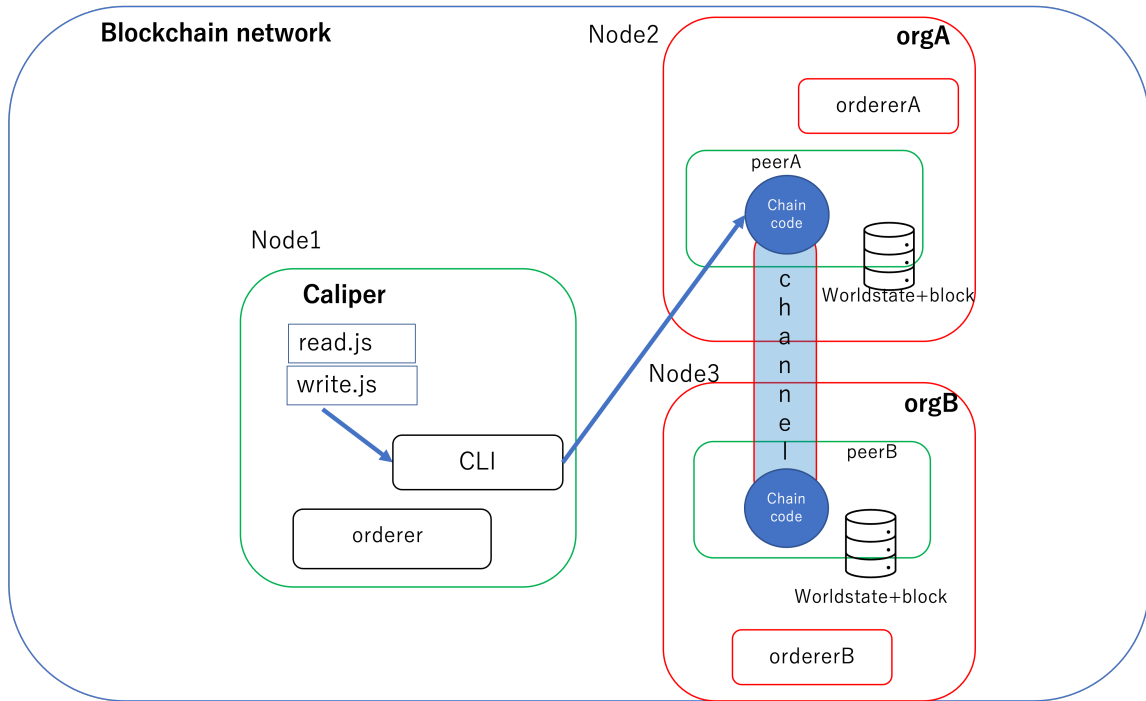 Blockchain network
Node2
orgA
ordererA
peerA
Chain
code
Worldstate+block
channel
Node1
Caliper
read.js
write.js
CLI
orderer
Node3
orgB
peerB
Chain
code
Worldstate+block
ordererB